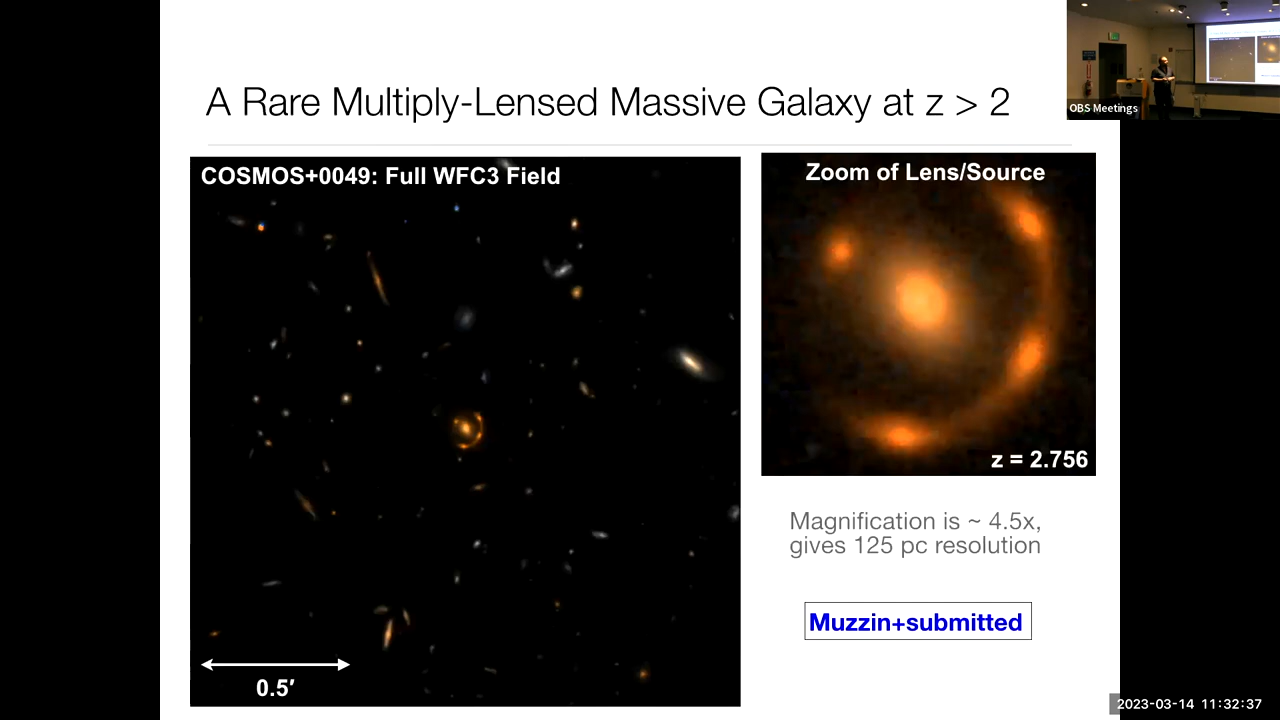 A Rare Multiply-Lensed Massive Galaxy at z > 2
OBS Meetings
COSMOS+0049: Full WFC3 Field
Zoom of Lens/Source
z = 2.756
Magnification is ~ 4.5x,
gives 125 pc resolution
Muzzin+submitted
0.5′
2023-03-14 11:32:37